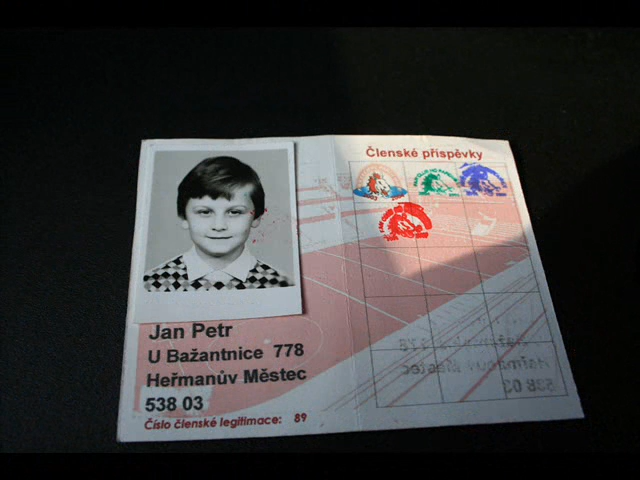 Členské příspěvky
Jan Petr
U Bažantnice 778
Heřmanův Městec
538 03
Číslo členské legitimace: 89